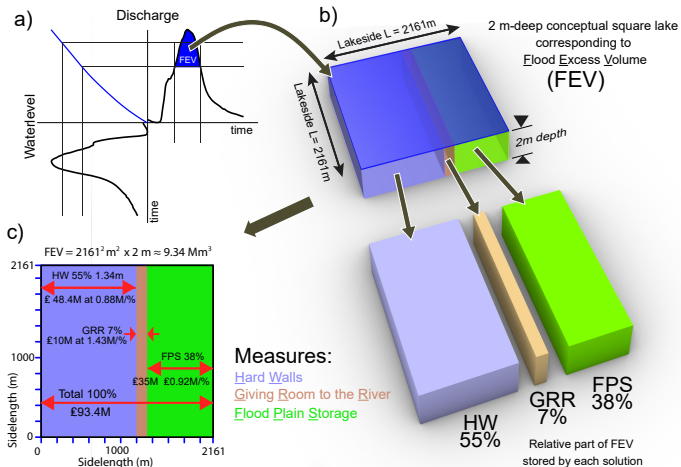 a)
Discharge
FEV
time
Waterlevel
time
b)
Lakeside L = 2161m
Lakeside L = 2161m
2 m-deep conceptual square lake
corresponding to
Flood Excess Volume
(FEV)
2m depth
HW
55%
GRR
7%
FPS
38%
Relative part of FEV
stored by each solution
c)
FEV = 2161² m² x 2 m ≈ 9.34 Mm³
2161
1000
0
Sidelength (m)
HW 55% 1.34m
£ 48.4M at 0.88M/%
GRR 7%
£10M at 1.43M/%
FPS 38%
£35M £0.92M/%
Total 100%
£93.4M
0
1000
2161
Sidelength (m)
Measures:
Hard Walls
Giving Room to the River
Flood Plain Storage